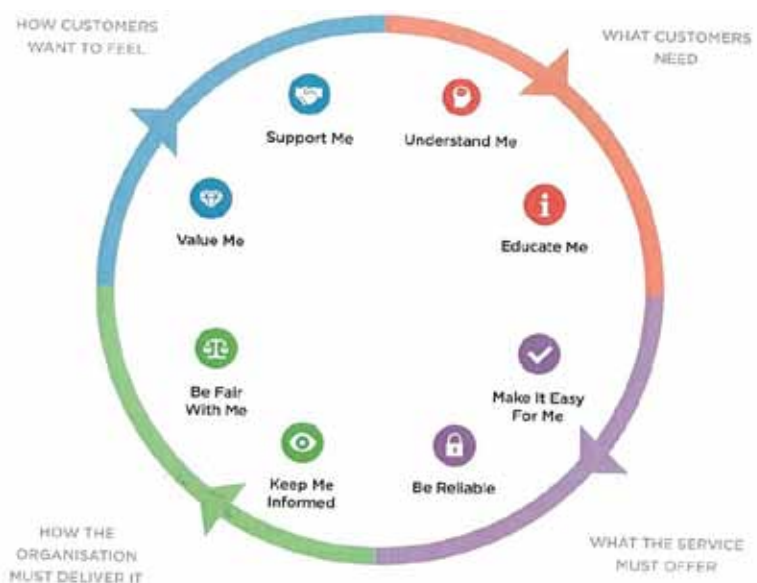 HOW CUSTOMERS
WANT TO FEEL
WHAT CUSTOMERS
NEED
Support Me
Understand Me
Value Me
Educate Me
Be Fair
With Me
Make It Easy
For Me
Keep Me
Informed
Be Reliable
HOW THE
ORGANISATION
MUST DELIVER IT
WHAT THE SERVICE
MUST OFFER